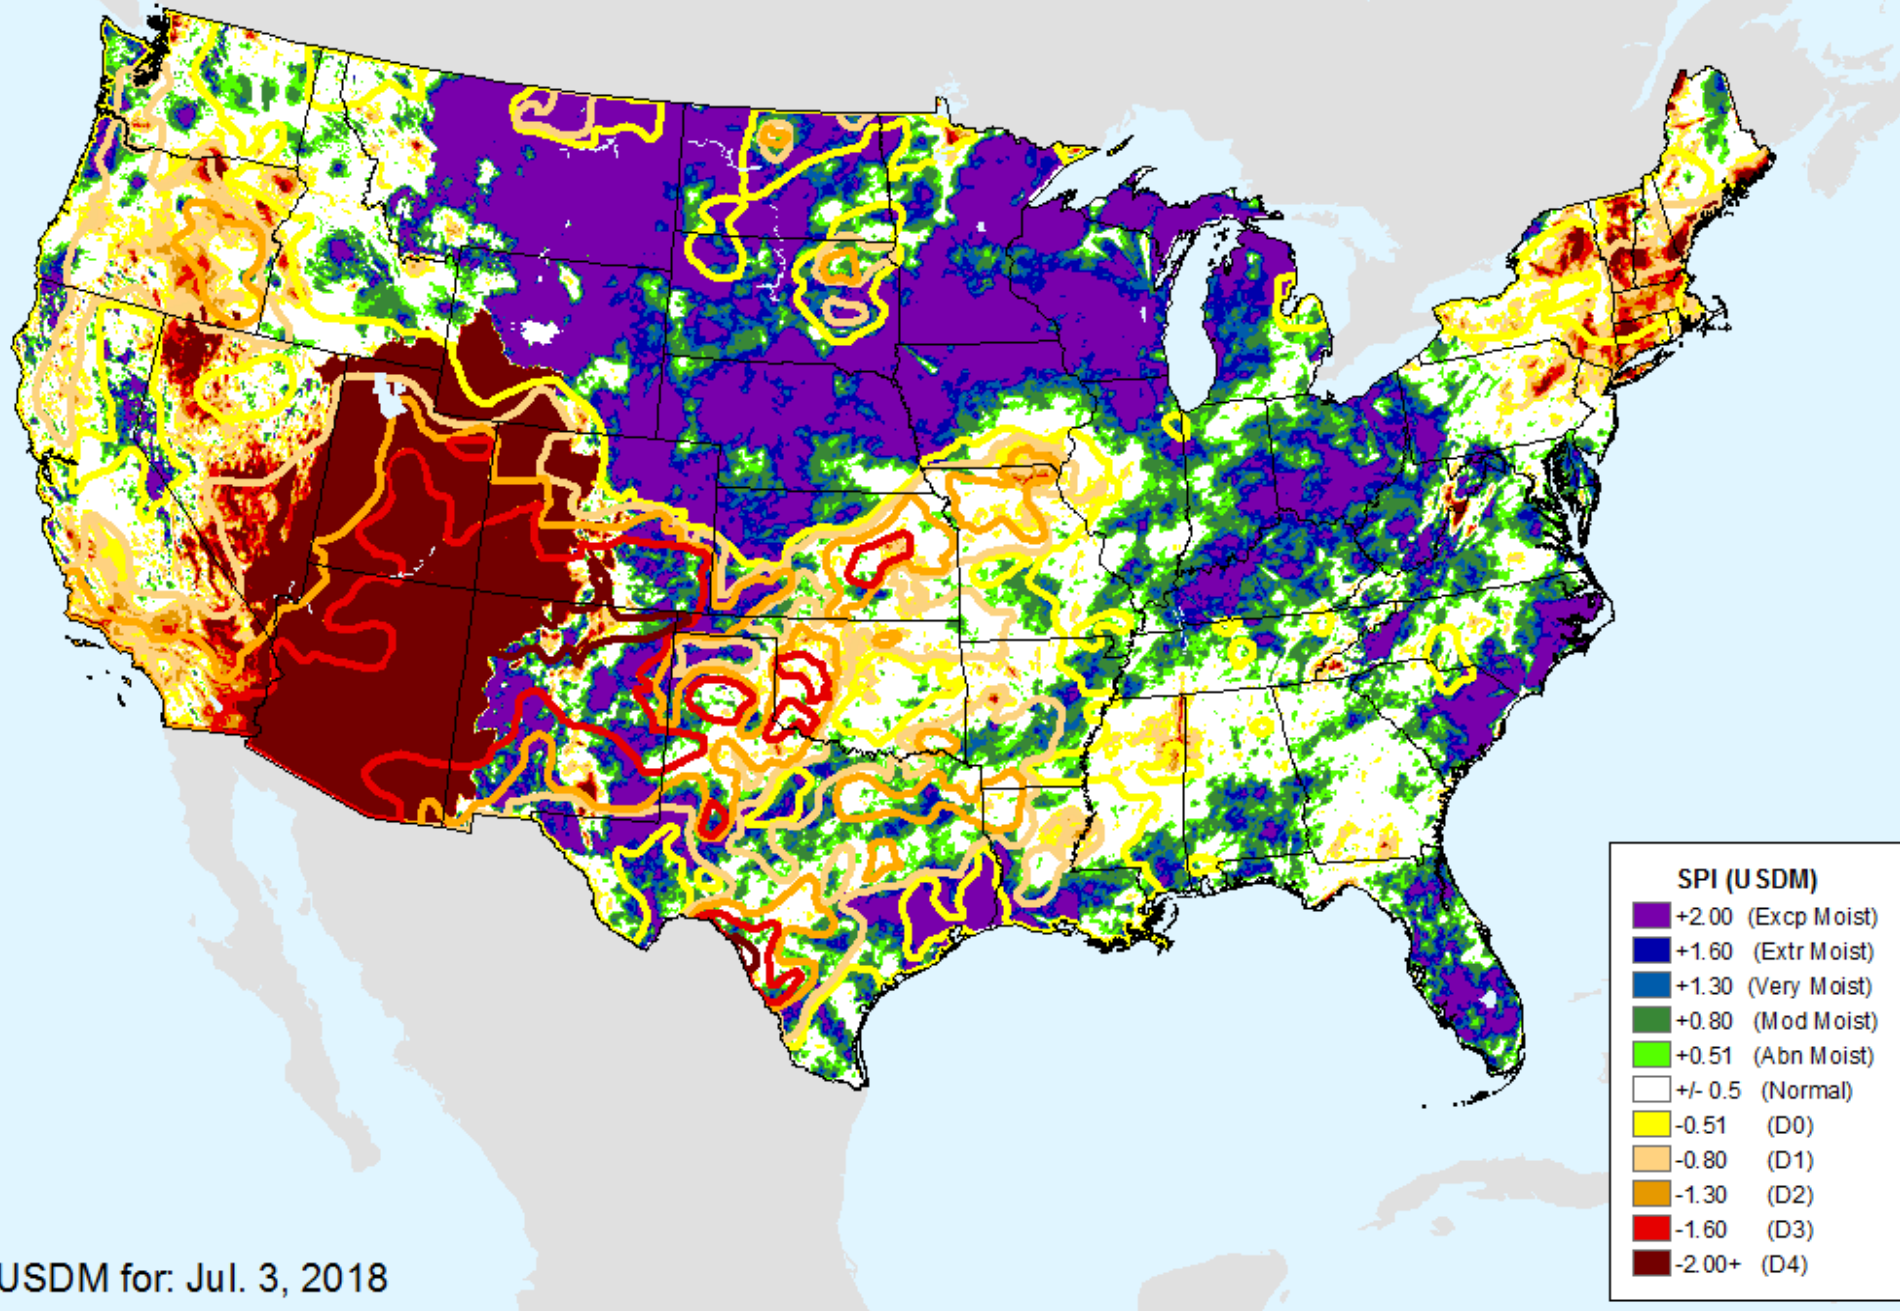 SPI (USDM)
+2.00 (Excp Moist)
+1.60 (Extr Moist)
+1.30 (Very Moist)
+0.80 (Mod Moist)
+0.51 (Abn Moist)
+/- 0.5 (Normal)
-0.51 (D0)
-0.80 (D1)
-1.30 (D2)
-1.60 (D3)
-2.00+ (D4)
USDM for: Jul. 3, 2018